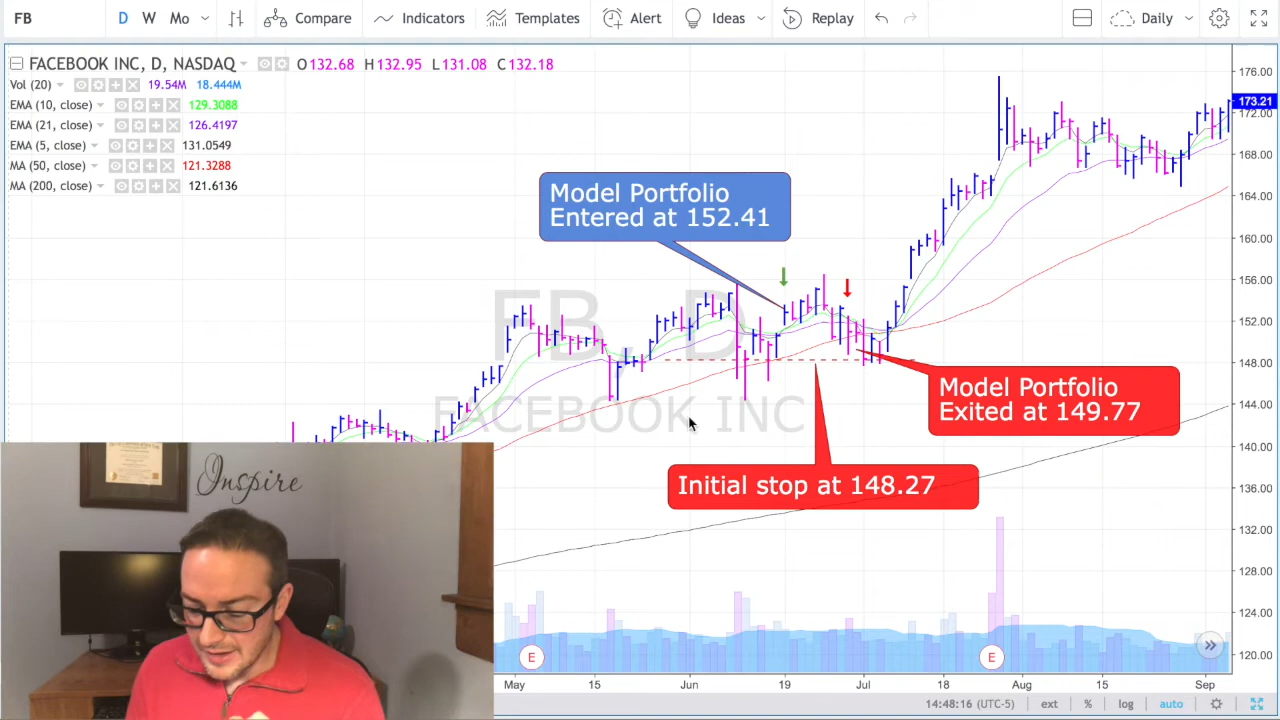 FB D W Mo Compare Indicators Templates Alert Ideas Replay Daily
FACEBOOK INC, D, NASDAQ O132.68 H132.95 L131.08 C132.18
Vol (20) 19.54M 18.444M
EMA (10, close) 129.3088
EMA (21, close) 126.4197
EMA (5, close) 131.0549
MA (50, close) 121.3288
MA (200, close) 121.6136
176.00
173.21
172.00
168.00
164.00
160.00
156.00
152.00
148.00
144.00
140.00
136.00
132.00
128.00
124.00
120.00
Model Portfolio
Entered at 152.41
FB, D
FACEBOOK INC
Model Portfolio
Exited at 149.77
Initial stop at 148.27
Inspire
E E
May 15 Jun 19 Jul 18 Aug 15 Sep
14:48:16 (UTC-5) ext % log auto